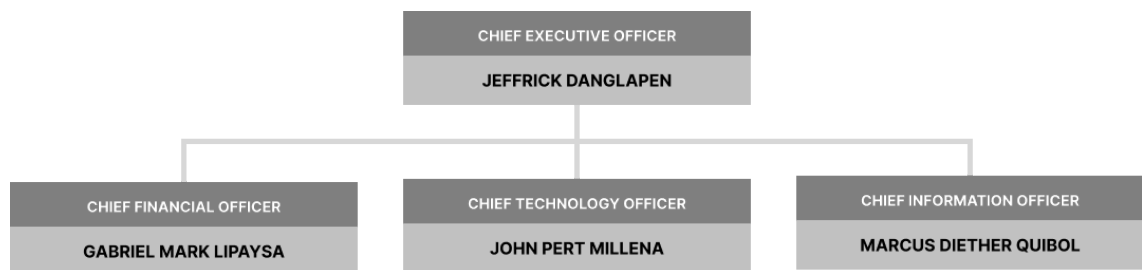 CHIEF EXECUTIVE OFFICER
JEFFRICK DANGLAPEN
CHIEF FINANCIAL OFFICER
GABRIEL MARK LIPAYSA
CHIEF TECHNOLOGY OFFICER
JOHN PERT MILLENA
CHIEF INFORMATION OFFICER
MARCUS DIETHER QUIBOL